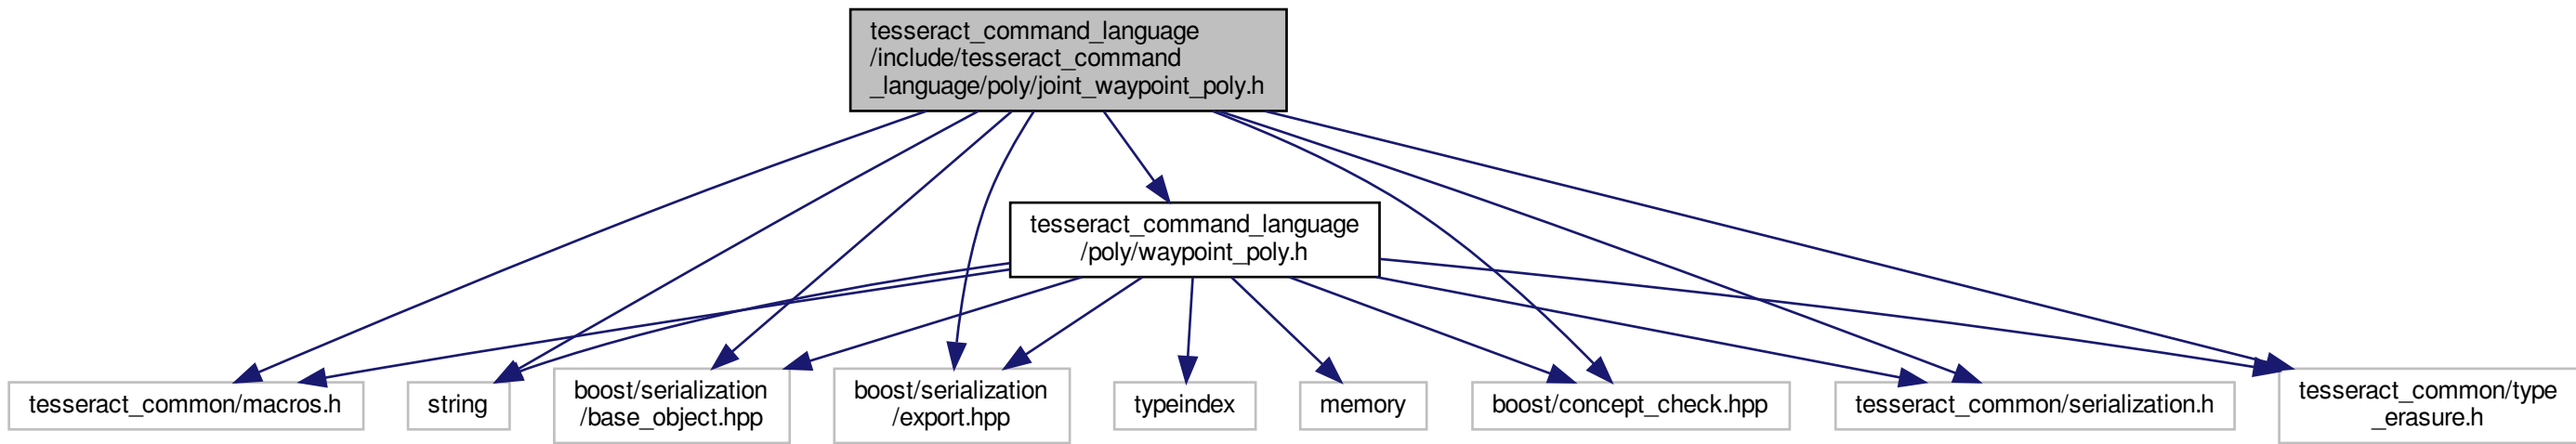 tesseract_command_language
/include/tesseract_command
_language/poly/joint_waypoint_poly.h
tesseract_command_language
/poly/waypoint_poly.h
tesseract_common/macros.h
string
boost/serialization
/base_object.hpp
boost/serialization
/export.hpp
typeindex
memory
boost/concept_check.hpp
tesseract_common/serialization.h
tesseract_common/type
_erasure.h